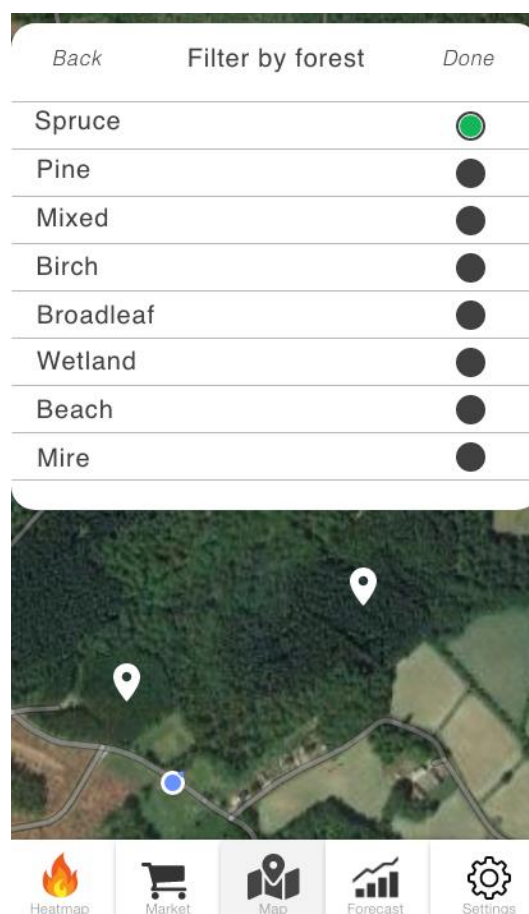 Back Filter by forest Done
Spruce
Pine
Mixed
Birch
Broadleaf
Wetland
Beach
Mire
Heatmap Market Map Forecast Settings